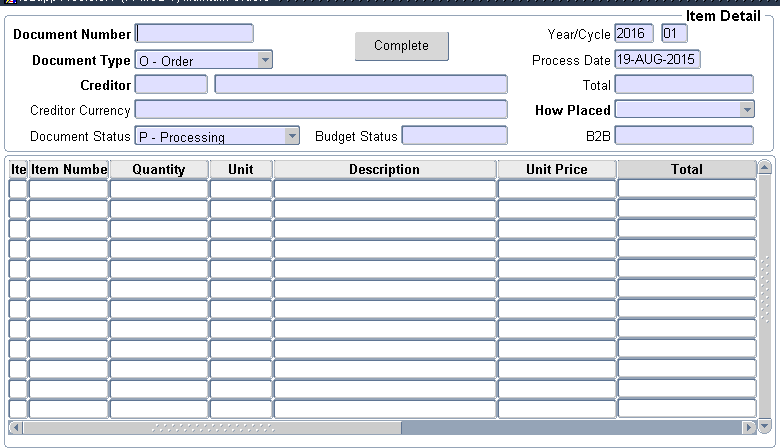 Item Detail
Document Number
Complete
Year/Cycle 2016 01
Document Type O - Order
Process Date 19-AUG-2015
Creditor
Total
Creditor Currency
How Placed
Document Status P - Processing
Budget Status
B2B
Ite Item Numbe Quantity Unit Description Unit Price Total